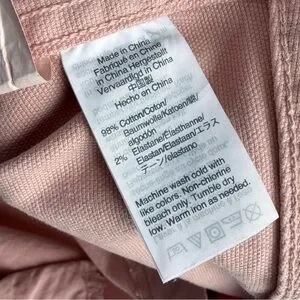 Made in China
Fabriqué en Chine
In China Hergestellt
Vervaardigd in China
中国製
Hecho en China
98% Cotton/Coton/
Baumwolle/Katoen/綿/
algodón
2% Elastane/Élasthanne/
Elastan/Elastaan/エラス
テーン/elastano
Machine wash cold with
like colors. Non-chlorine
bleach only. Tumble dry
low. Warm iron as needed.